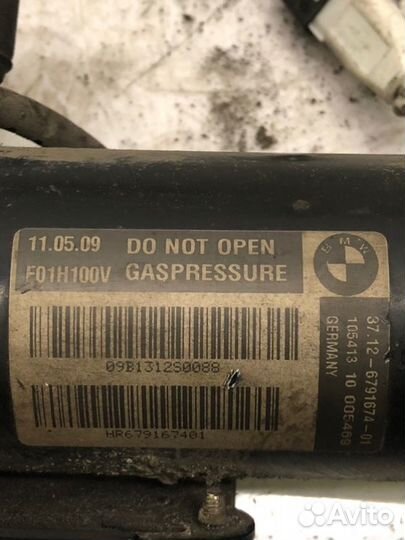 11.05.09 DO NOT OPEN
F01H100V GASPRESSURE
BMW
09B1312S0088
HR679167401
37.12-6791674-01
105413 10 005469
GERMANY
Avito